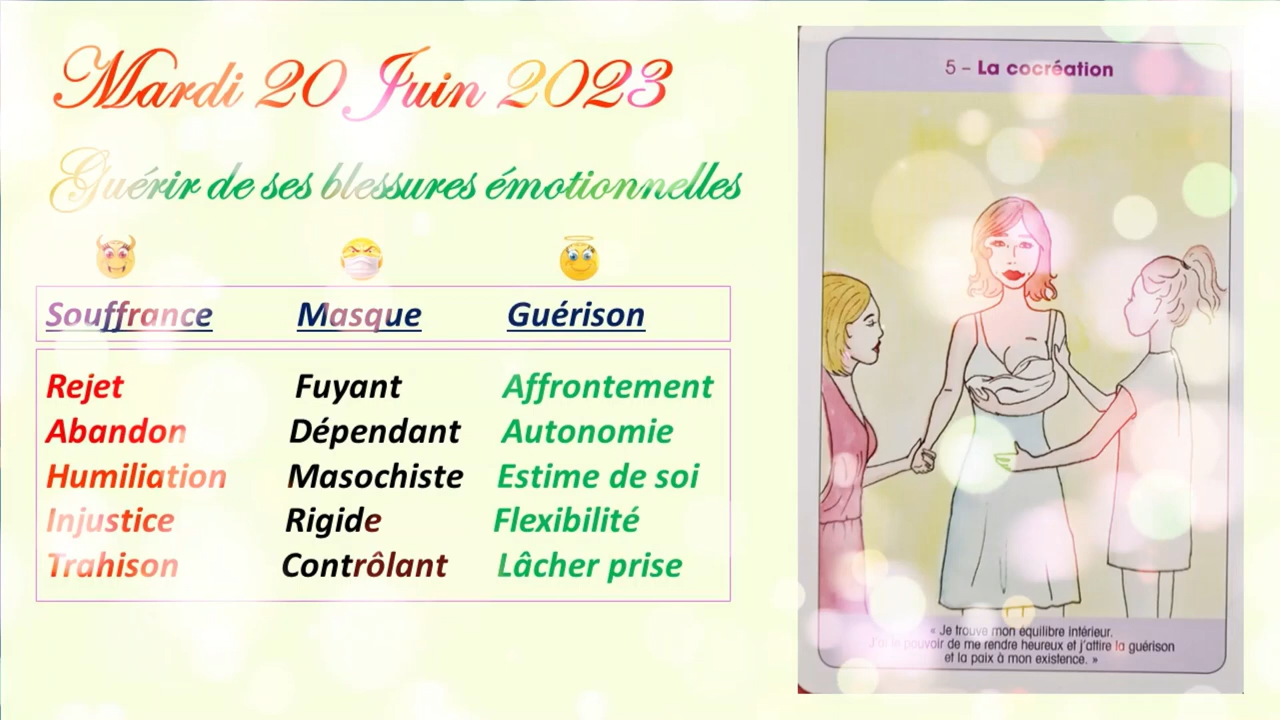 Mardi 20 Juin 2023
Guérir de ses blessures émotionnelles
Souffrance Masque Guérison
Rejet Fuyant Affrontement
Abandon Dépendant Autonomie
Humiliation Masochiste Estime de soi
Injustice Rigide Flexibilité
Trahison Contrôlant Lâcher prise
5 - La cocréation
« Je trouve mon équilibre intérieur.
J'ai le pouvoir de me rendre heureux et j'attire la guérison
et la paix à mon existence. »